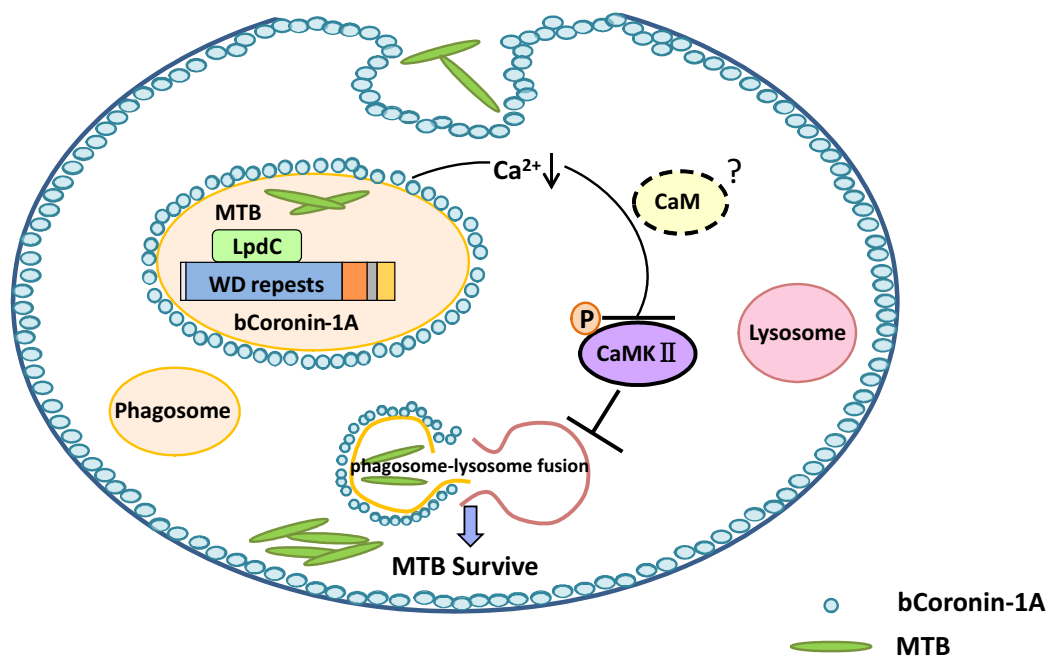 Ca2+
?
CaM
MTB
LpdC
WD repests
bCoronin-1A
P
CaMK Ⅱ
Lysosome
Phagosome
phagosome-lysosome fusion
MTB Survive
bCoronin-1A
MTB